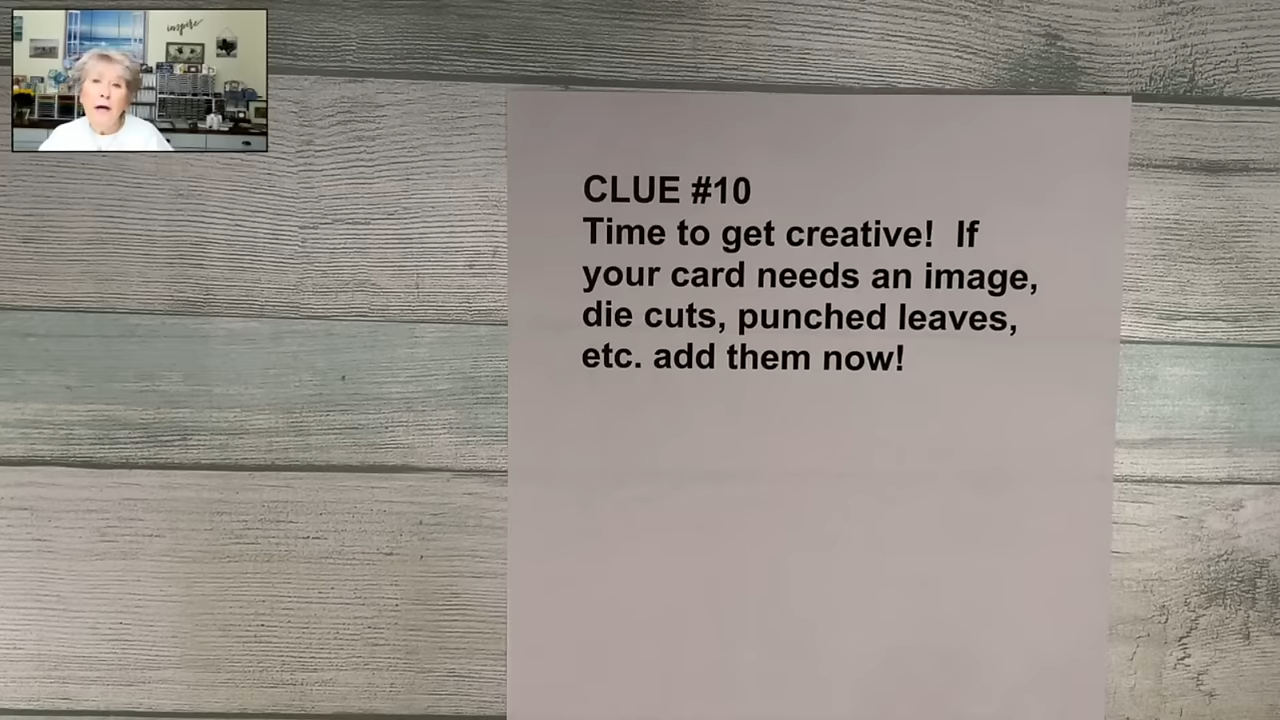 inspire
CLUE #10
Time to get creative!  If
your card needs an image,
die cuts, punched leaves,
etc. add them now!